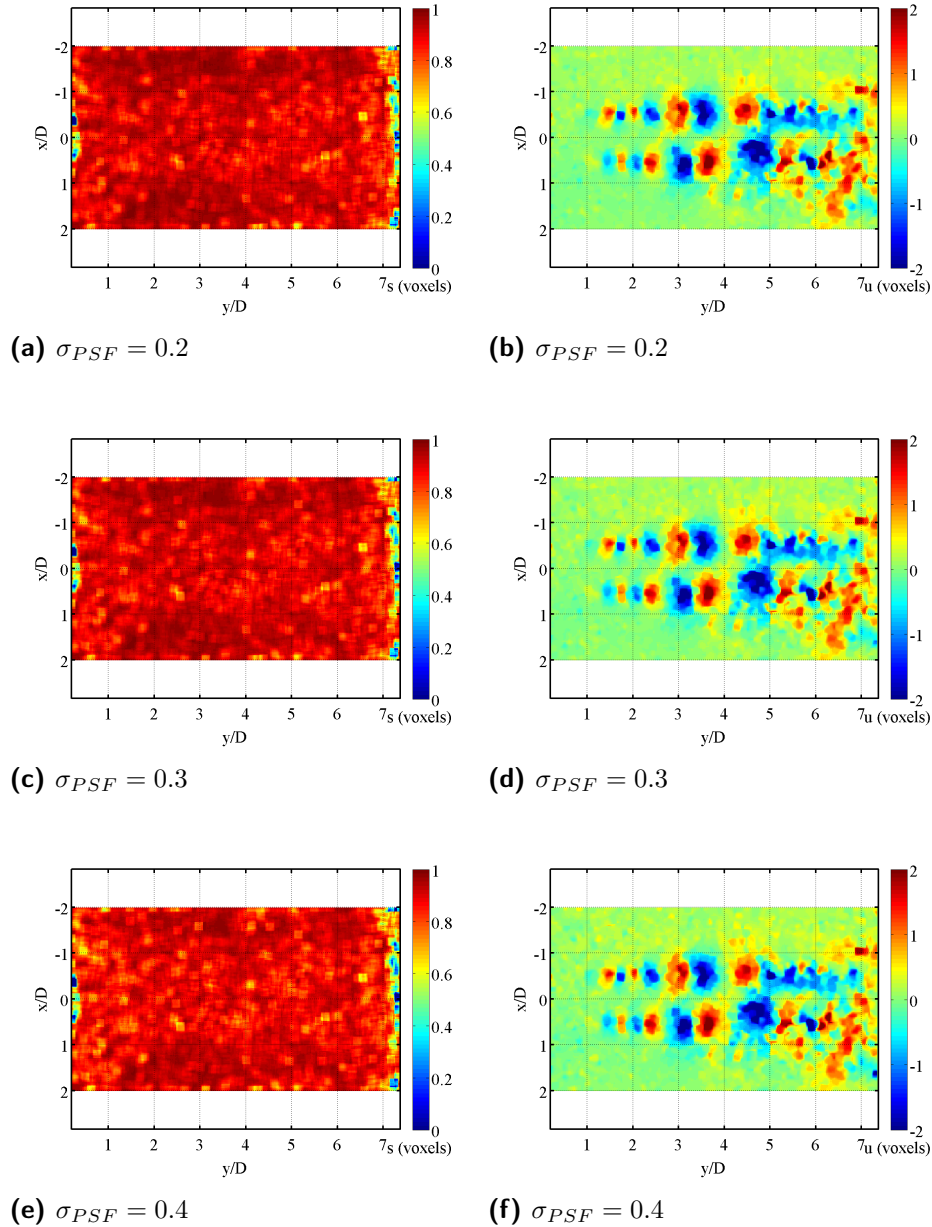 -2
-1
0
1
2
x/D
1 2 3 4 5 6 7
y/D
1
0.8
0.6
0.4
0.2
0
s (voxels)
-2
-1
0
1
2
x/D
1 2 3 4 5 6 7
y/D
2
1
0
-1
-2
u (voxels)
(a) σPSF = 0.2
(b) σPSF = 0.2
-2
-1
0
1
2
x/D
1 2 3 4 5 6 7
y/D
1
0.8
0.6
0.4
0.2
0
s (voxels)
-2
-1
0
1
2
x/D
1 2 3 4 5 6 7
y/D
2
1
0
-1
-2
u (voxels)
(c) σPSF = 0.3
(d) σPSF = 0.3
-2
-1
0
1
2
x/D
1 2 3 4 5 6 7
y/D
1
0.8
0.6
0.4
0.2
0
s (voxels)
-2
-1
0
1
2
x/D
1 2 3 4 5 6 7
y/D
2
1
0
-1
-2
u (voxels)
(e) σPSF = 0.4
(f) σPSF = 0.4